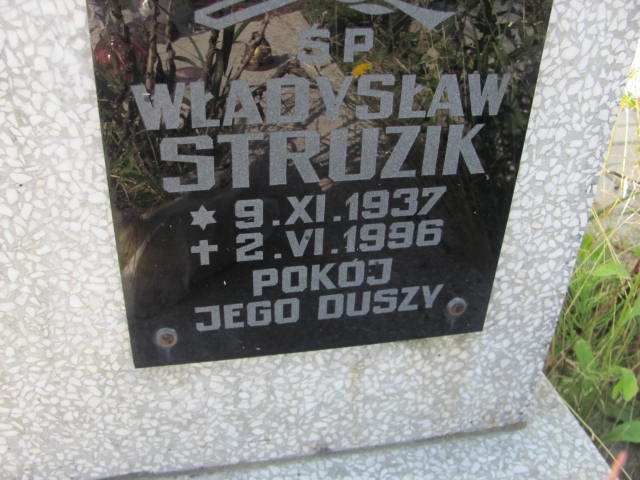 ŚP
WŁADYSŁAW
STRUZIK
* 9.XI.1937
✝ 2.VI.1996
POKÓJ
JEGO DUSZY